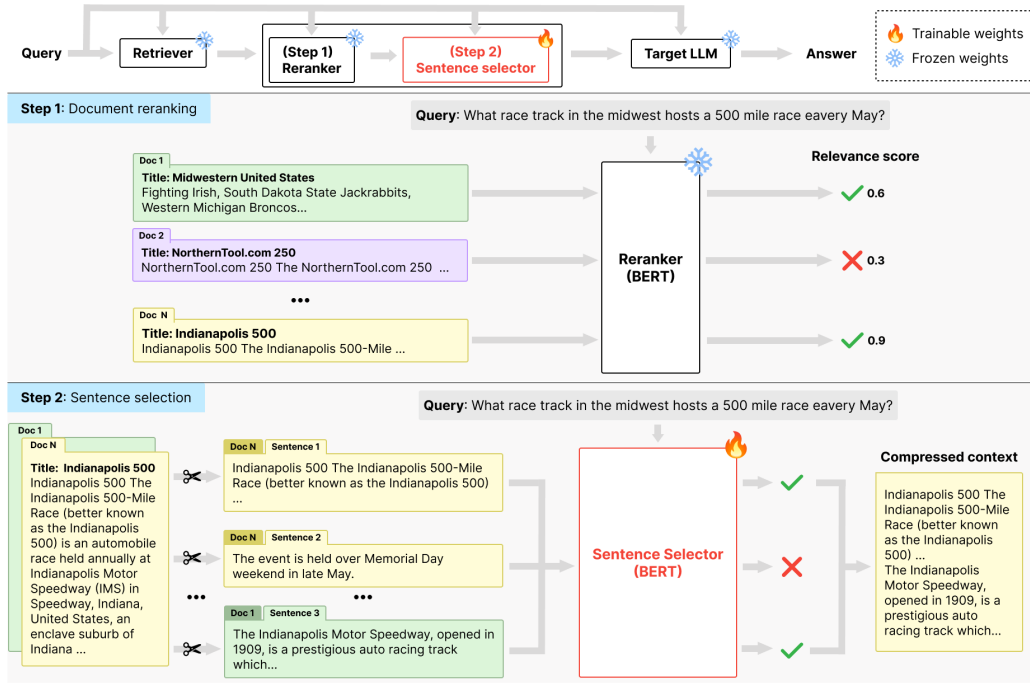 Query
Retriever
(Step 1)
Reranker
(Step 2)
Sentence selector
Target LLM
Answer
Trainable weights
Frozen weights
Step 1: Document reranking
Query: What race track in the midwest hosts a 500 mile race eavery May?
Relevance score
Doc 1
Title: Midwestern United States
Fighting Irish, South Dakota State Jackrabbits,
Western Michigan Broncos...
0.6
Doc 2
Title: NorthernTool.com 250
NorthernTool.com 250 The NorthernTool.com 250 ...
0.3
Reranker
(BERT)
...
Doc N
Title: Indianapolis 500
Indianapolis 500 The Indianapolis 500-Mile ...
0.9
Step 2: Sentence selection
Query: What race track in the midwest hosts a 500 mile race eavery May?
Doc 1
Doc N
Title: Indianapolis 500
Indianapolis 500 The
Indianapolis 500-Mile
Race (better known
as the Indianapolis
500) is an automobile
race held annually at
Indianapolis Motor
Speedway (IMS) in
Speedway, Indiana,
United States, an
enclave suburb of
Indiana ...
Doc N
Sentence 1
Indianapolis 500 The Indianapolis 500-Mile
Race (better known as the Indianapolis 500)
...
Doc N
Sentence 2
The event is held over Memorial Day
weekend in late May.
...
...
Doc 1
Sentence 3
The Indianapolis Motor Speedway, opened in
1909, is a prestigious auto racing track
which...
Sentence Selector
(BERT)
Compressed context
Indianapolis 500 The
Indianapolis 500-Mile
Race (better known
as the Indianapolis
500) ...
The Indianapolis
Motor Speedway,
opened in 1909, is a
prestigious auto
racing track which...